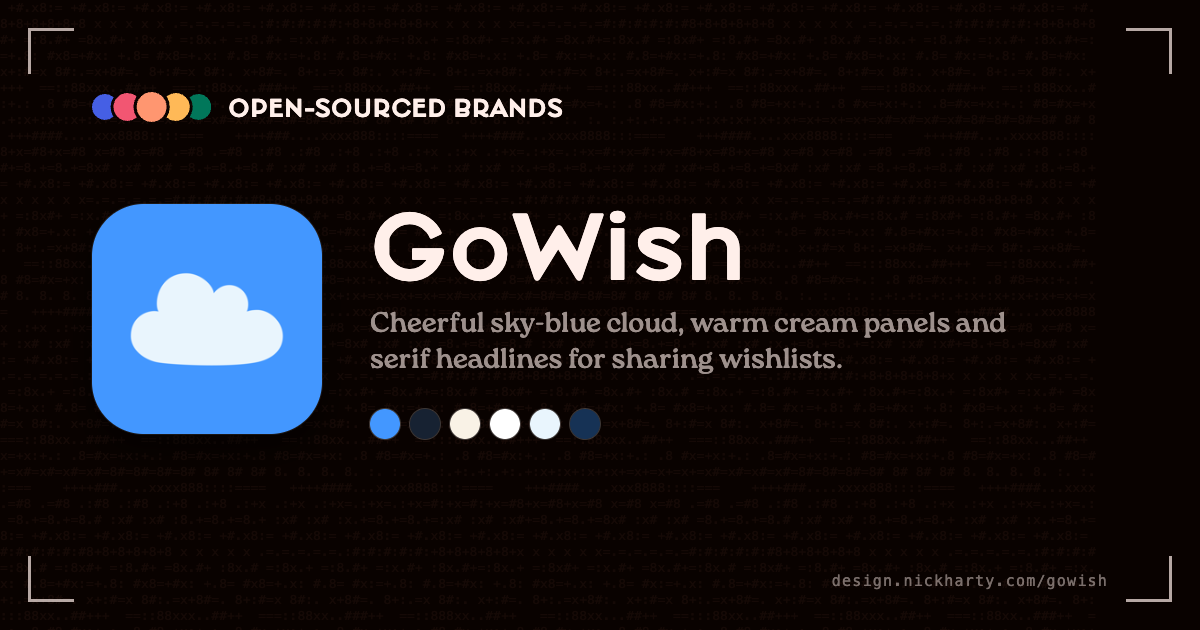 OPEN-SOURCED BRANDS
GoWish
Cheerful sky-blue cloud, warm cream panels and
serif headlines for sharing wishlists.
design.nickharty.com/gowish